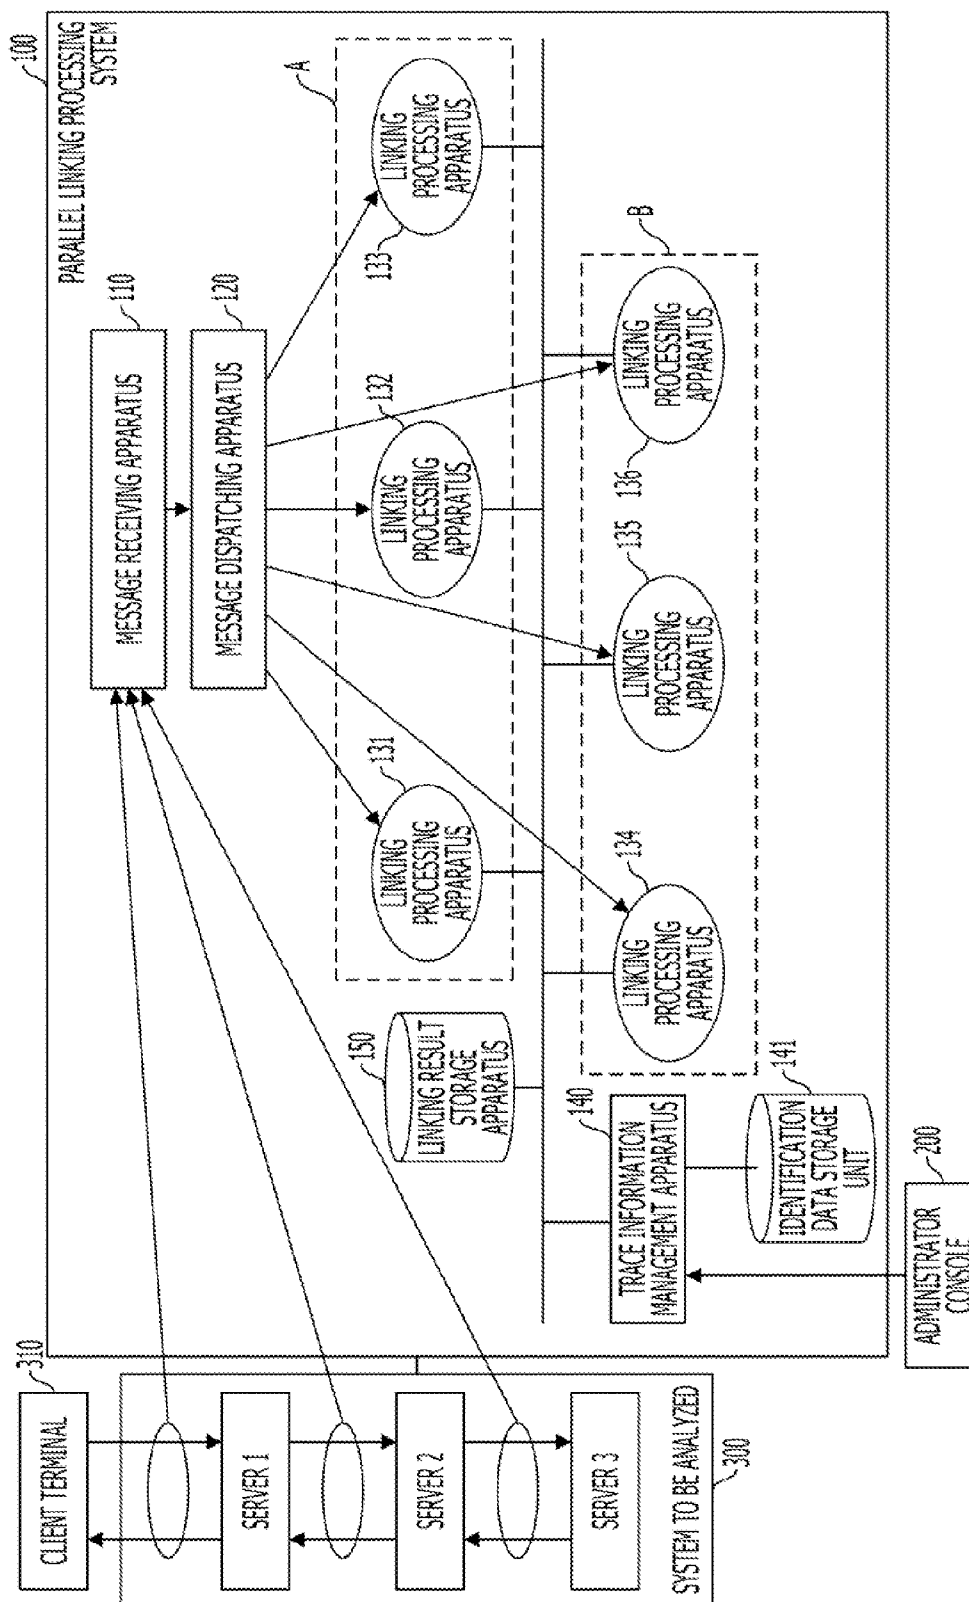 100
PARALLEL LINKING PROCESSING
SYSTEM
110
MESSAGE RECEIVING APPARATUS
120
MESSAGE DISPATCHING APPARATUS
A
131
LINKING
PROCESSING
APPARATUS
132
LINKING
PROCESSING
APPARATUS
133
LINKING
PROCESSING
APPARATUS
B
134
LINKING
PROCESSING
APPARATUS
135
LINKING
PROCESSING
APPARATUS
136
LINKING
PROCESSING
APPARATUS
150
LINKING RESULT
STORAGE
APPARATUS
140
TRACE INFORMATION
MANAGEMENT APPARATUS
141
IDENTIFICATION
DATA STORAGE
UNIT
200
ADMINISTRATOR
CONSOLE
310
CLIENT TERMINAL
SERVER 1
SERVER 2
SERVER 3
SYSTEM TO BE ANALYZED
300